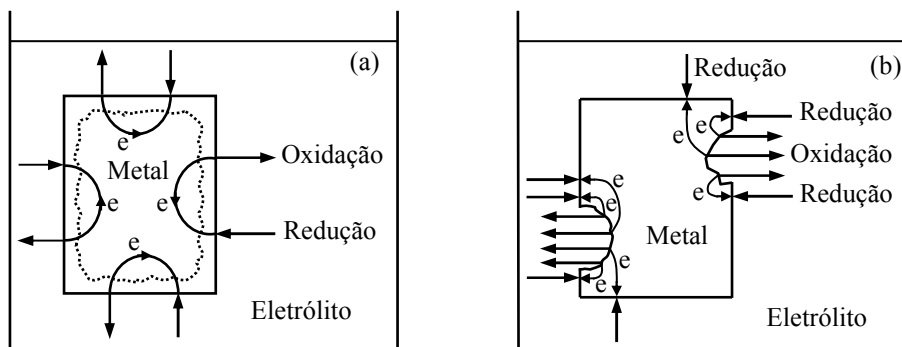 (a)
e
Metal
Oxidação
e
e
Redução
e
Eletrólito
(b)
Redução
Redução
e
e
Oxidação
e
Redução
e
e
Metal
e
e
Eletrólito